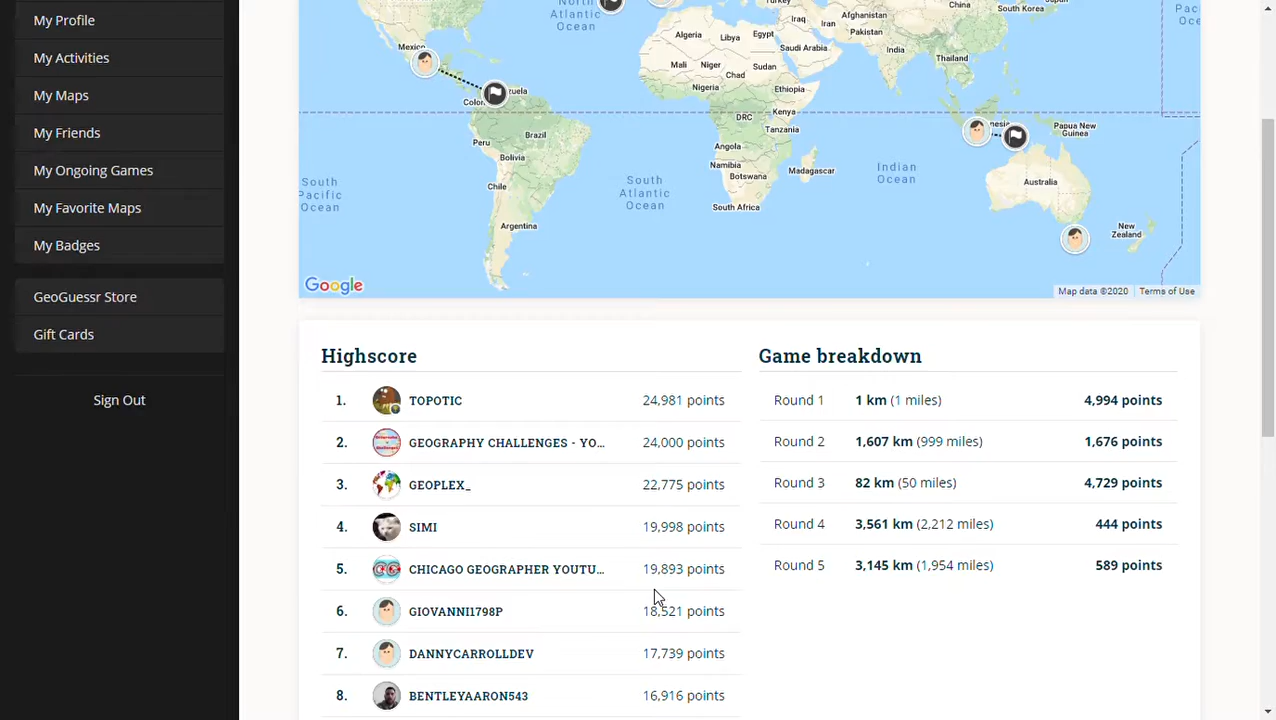 My Profile
My Activities
My Maps
My Friends
My Ongoing Games
My Favorite Maps
My Badges
GeoGuessr Store
Gift Cards
Sign Out
North
Atlantic
Ocean
Turkey
Iraq
Iran
Afghanistan
Pakistan
China
South Korea
Mexico
Algeria
Libya
Egypt
Saudi Arabia
India
Thailand
Mali
Niger
Sudan
Chad
Nigeria
Ethiopia
Kenya
DRC
Tanzania
Papua New
Guinea
Brazil
Peru
Bolivia
Angola
Namibia
Botswana
Madagascar
Indian
Ocean
Australia
South
Pacific
Ocean
South
Atlantic
Ocean
Chile
South Africa
Argentina
New
Zealand
Google
Map data ©2020
Terms of Use
Highscore
1. TOPOTIC 24,981 points
2. GEOGRAPHY CHALLENGES - YO... 24,000 points
3. GEOPLEX_ 22,775 points
4. SIMI 19,998 points
5. CHICAGO GEOGRAPHER YOUTU... 19,893 points
6. GIOVANNI1798P 18,521 points
7. DANNYCARROLLDEV 17,739 points
8. BENTLEYAARON543 16,916 points
Game breakdown
Round 1 1 km (1 miles) 4,994 points
Round 2 1,607 km (999 miles) 1,676 points
Round 3 82 km (50 miles) 4,729 points
Round 4 3,561 km (2,212 miles) 444 points
Round 5 3,145 km (1,954 miles) 589 points